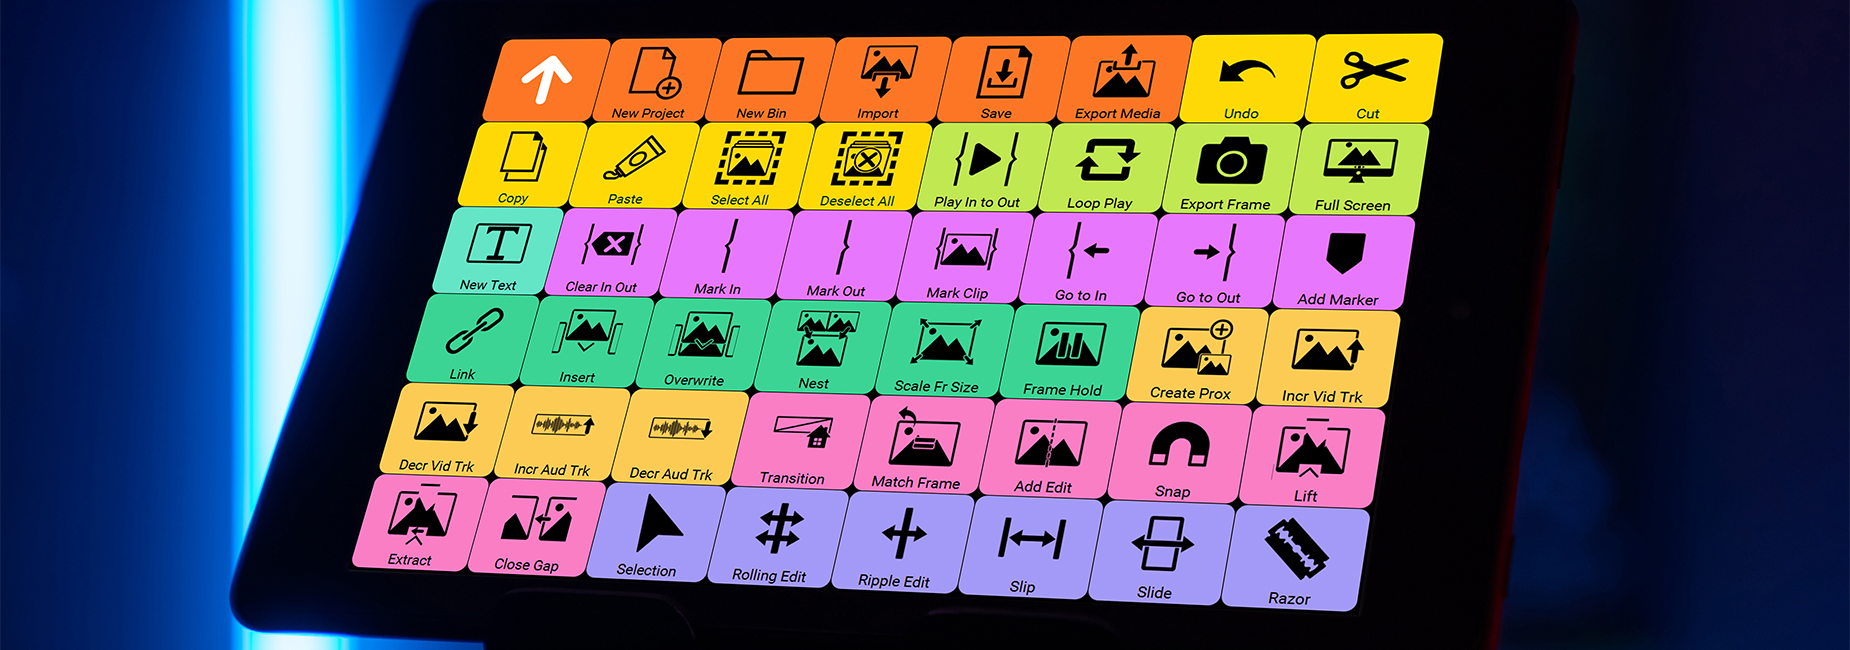 New Project
New Bin
Import
Save
Export Media
Undo
Cut
Copy
Paste
Select All
Deselect All
Play In to Out
Loop Play
Export Frame
Full Screen
New Text
Clear In Out
Mark In
Mark Out
Mark Clip
Go to In
Go to Out
Add Marker
Link
Insert
Overwrite
Nest
Scale Fr Size
Frame Hold
Create Prox
Incr Vid Trk
Decr Vid Trk
Incr Aud Trk
Decr Aud Trk
Transition
Match Frame
Add Edit
Snap
Lift
Extract
Close Gap
Selection
Rolling Edit
Ripple Edit
Slip
Slide
Razor